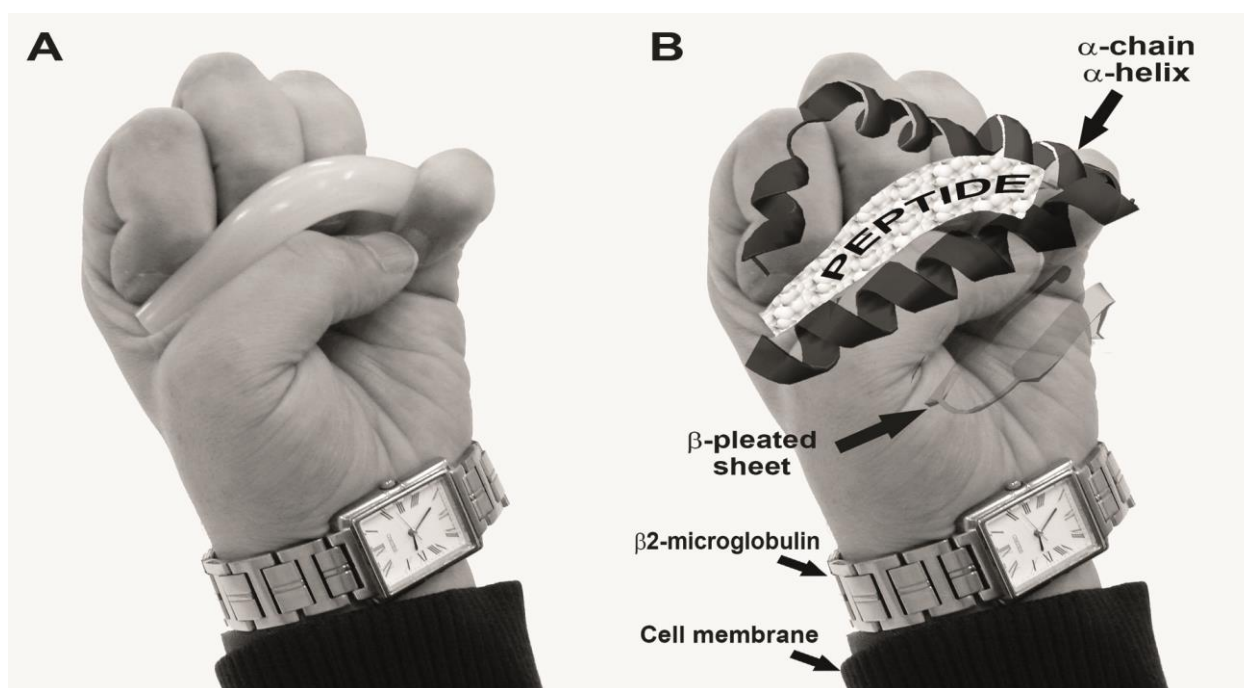 A
B
α-chain
α-helix
PEPTIDE
β-pleated
sheet
β2-microglobulin
Cell membrane